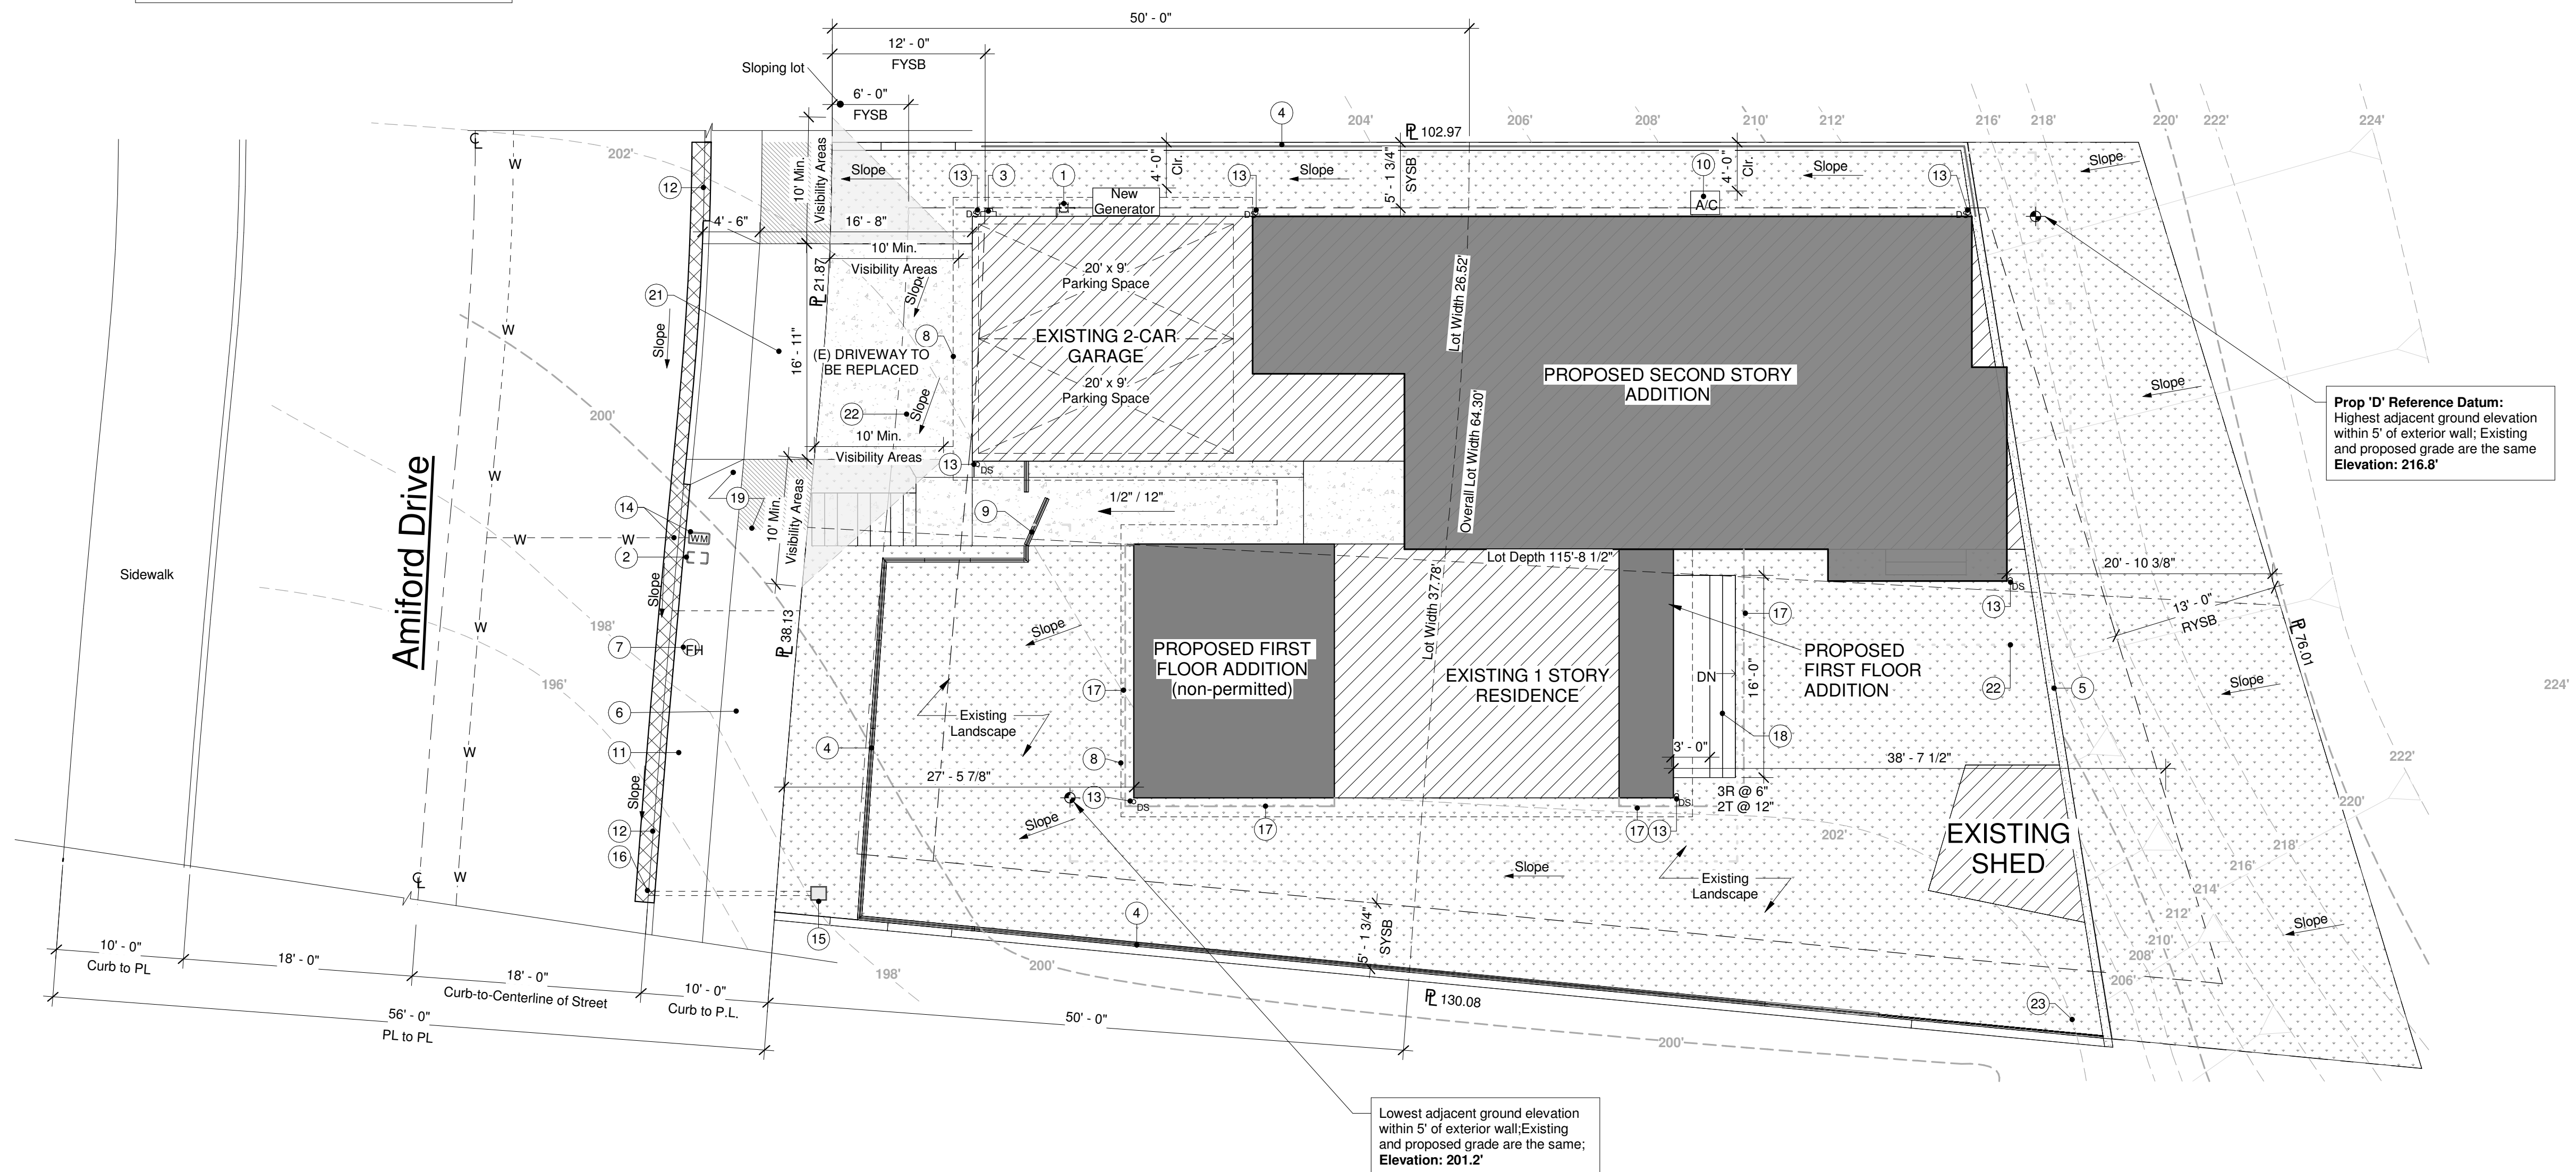 50' - 0"
12' - 0"
FYSB
Sloping lot
6' - 0"
FYSB
4
℄
202'
204'
℄ 102.97
206'
208'
210'
212'
216'
218'
220'
222'
224'
W
12
10' Min.
Visibility Areas
Slope
13
3
1
New
Generator
4' - 0"
Clr.
13
Slope
5' - 1 3/4"
SYSB
10
A/C
4' - 0"
Clr.
Slope
13
Slope
DS
DS
DS
4' - 6"
16' - 8"
10' Min.
Visibility Areas
Slope
21
℄ 21.87
20' x 9'
Parking Space
Lot Width 26.52'
W
Slope
16' - 11"
8
(E) DRIVEWAY TO
BE REPLACED
EXISTING 2-CAR
GARAGE
20' x 9'
Parking Space
PROPOSED SECOND STORY
ADDITION
Slope
Prop 'D' Reference Datum:
Highest adjacent ground elevation
within 5' of exterior wall; Existing
and proposed grade are the same
Elevation: 216.8'
200'
22
Slope
10' Min.
Visibility Areas
Overall Lot Width 64.30'
13
DS
W
19
10' Min.
Visibility Areas
1/2" / 12"
9
14
W
W
WM
2
Amiford Drive
Sidewalk
Slope
Lot Depth 115'-8 1/2"
20' - 10 3/8"
DS
13
13' - 0"
RYSB
℄ 76.01
198'
W
7
FH
℄ 38.13
Slope
PROPOSED FIRST
FLOOR ADDITION
(non-permitted)
Lot Width 37.78'
EXISTING 1 STORY
RESIDENCE
17
PROPOSED
FIRST FLOOR
ADDITION
DN
16' -0"
22
5
Slope
224'
196'
6
17
Existing
Landscape
4
11
W
8
3' - 0"
18
38' - 7 1/2"
222'
27' - 5 7/8"
13
DS
DS
3R @ 6"
2T @ 12"
220'
Slope
12
Slope
17
17
13
202'
EXISTING
SHED
218'
16
℄
W
Slope
Existing
Landscape
216'
214'
15
4
5' - 1 3/4"
SYSB
212'
Slope
210'
208'
206'
10' - 0"
Curb to PL
18' - 0"
18' - 0"
Curb-to-Centerline of Street
10' - 0"
Curb to P.L.
198'
200'
℄ 130.08
23
56' - 0"
PL to PL
50' - 0"
200'
Lowest adjacent ground elevation
within 5' of exterior wall;Existing
and proposed grade are the same;
Elevation: 201.2'